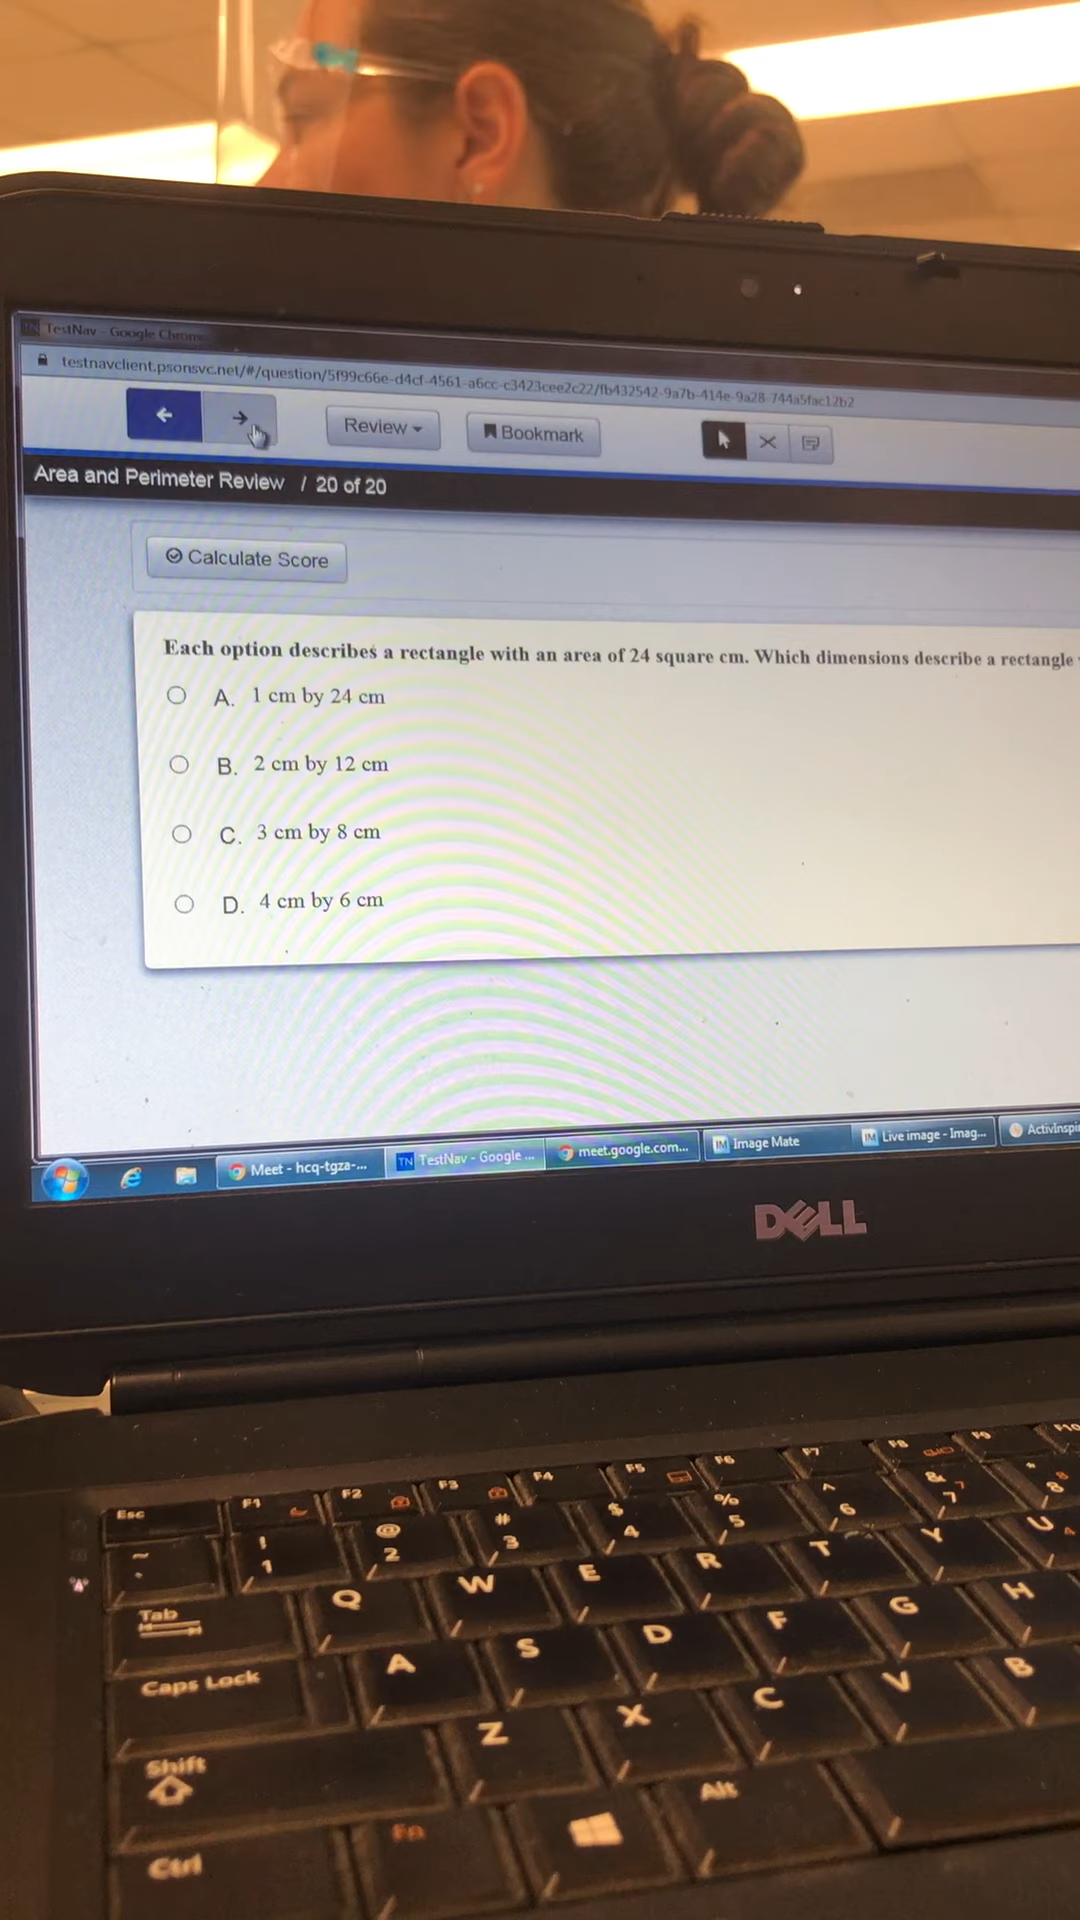 TestNav - Google Chrome
testnavclient.psonsvc.net/#/question/5f99c66e-d4cf-4561-a6cc-c3423cee2c22/fb432542-9a7b-414e-9a28-744a5fac12b2
Review
Bookmark
Area and Perimeter Review / 20 of 20
Calculate Score
Each option describes a rectangle with an area of 24 square cm. Which dimensions describe a rectangle
A. 1 cm by 24 cm
B. 2 cm by 12 cm
C. 3 cm by 8 cm
D. 4 cm by 6 cm
Meet - hcq-tgza-...
TN TestNav - Google ...
meet.google.com...
IM Image Mate
IM Live image - Imag...
DELL
Esc F1 F2 F3 F4 F5 F6 F7 F8 F9 F10
~ ` ! 1 @ 2 # 3 $ 4 % 5 ^ 6 & 7 * 8
Tab Q W E R T Y U
Caps Lock A S D F G H
Shift Z X C V B
Ctrl Fn Alt